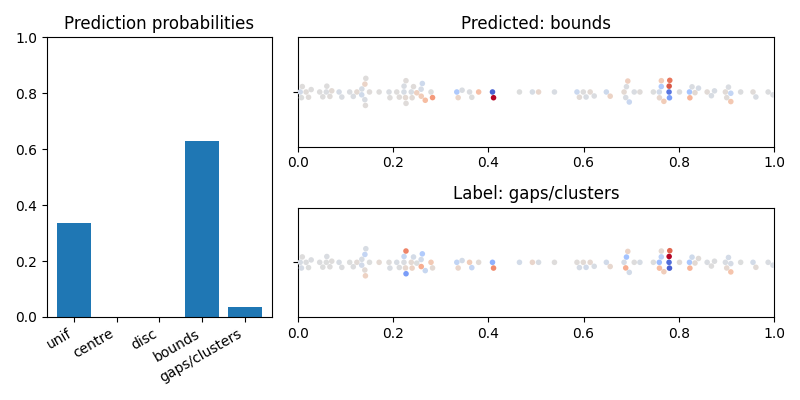 Prediction probabilities
1.0
0.8
0.6
0.4
0.2
0.0
unif
centre
disc
bounds
gaps/clusters
Predicted: bounds
0.0 0.2 0.4 0.6 0.8 1.0
Label: gaps/clusters
0.0 0.2 0.4 0.6 0.8 1.0